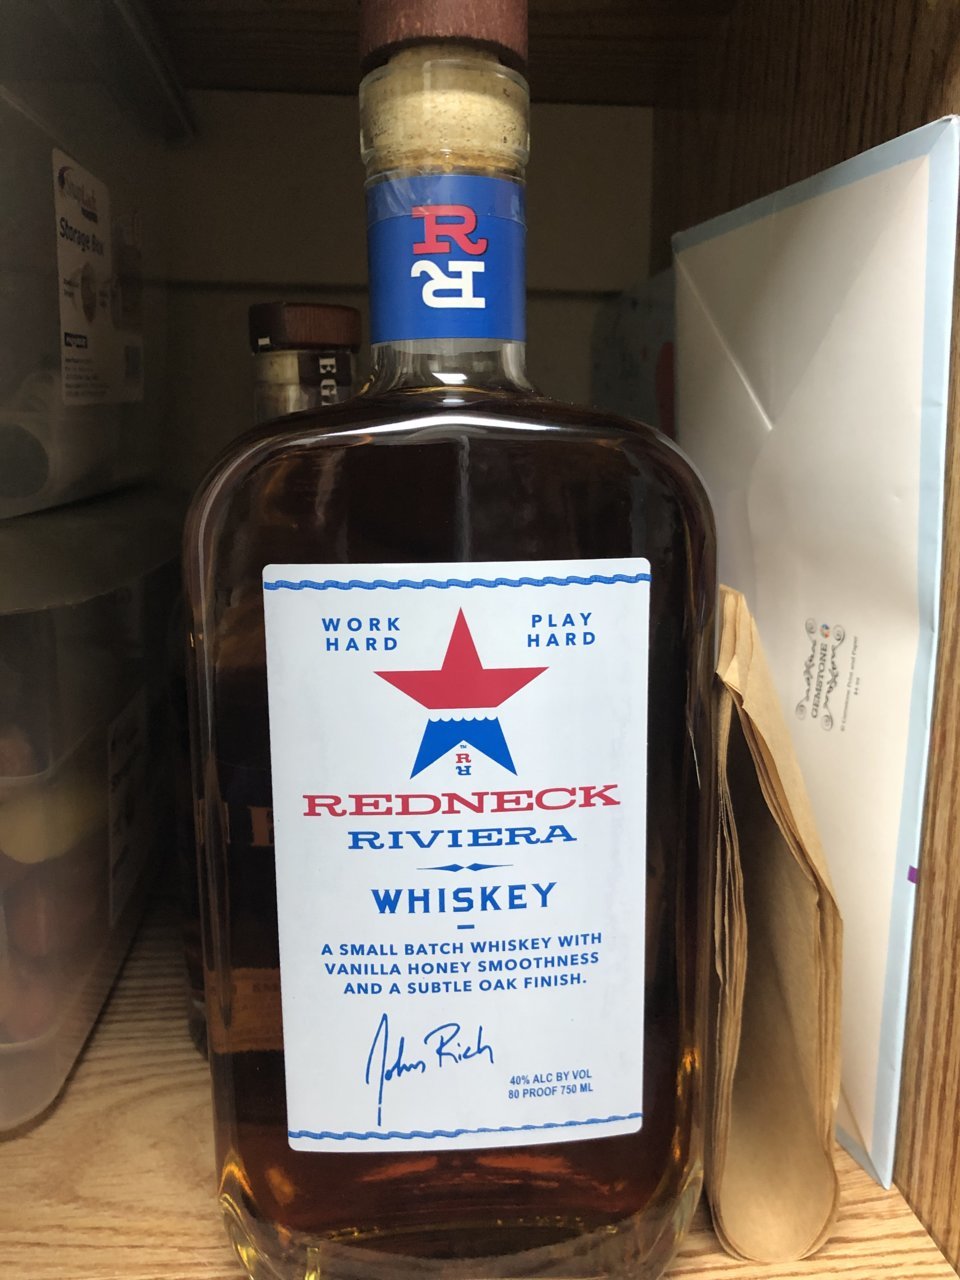 R
R
Storage Box
WORK HARD
PLAY HARD
R
R
TM
REDNECK
RIVIERA
WHISKEY
A SMALL BATCH WHISKEY WITH
VANILLA HONEY SMOOTHNESS
AND A SUBTLE OAK FINISH.
John Rich
40% ALC BY VOL
80 PROOF 750 ML
GEMSTONE